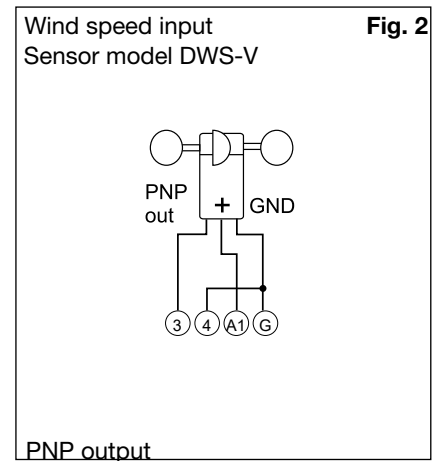 Wind speed input Fig. 2
Sensor model DWS-V
PNP
out
+ GND
3 4 A1 G
PNP output